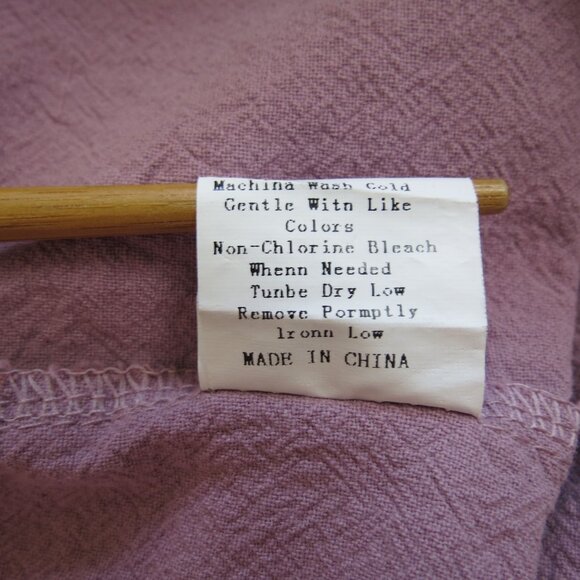 Machina Wash Cold
Gentle Witn Like
Colors
Non-Chlorine Bleach
Whenn Needed
Tunbe Dry Low
Remove Pormptly
lronn Low
MADE IN CHINA